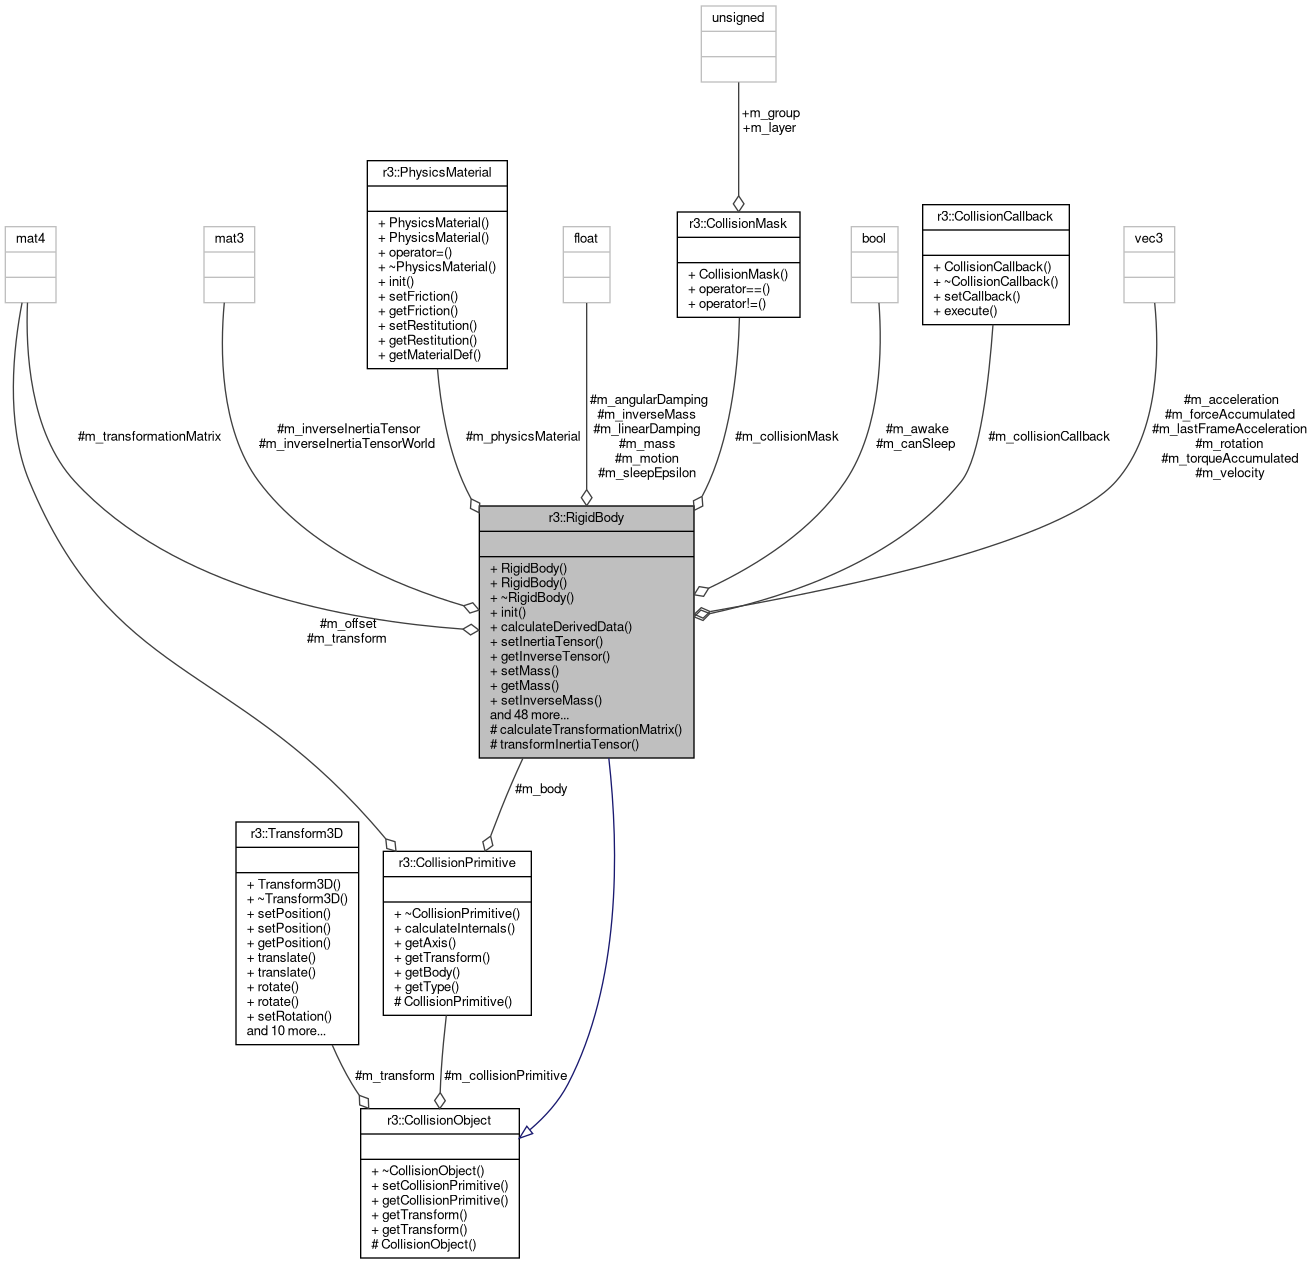 unsigned
+m_group
+m_layer
r3::PhysicsMaterial
+ PhysicsMaterial()
+ PhysicsMaterial()
+ operator=()
+ ~PhysicsMaterial()
+ init()
+ setFriction()
+ getFriction()
+ setRestitution()
+ getRestitution()
+ getMaterialDef()
r3::CollisionMask
+ CollisionMask()
+ operator==()
+ operator!=()
r3::CollisionCallback
+ CollisionCallback()
+ ~CollisionCallback()
+ setCallback()
+ execute()
mat4
mat3
float
bool
vec3
#m_transformationMatrix
#m_inverseInertiaTensor
#m_inverseInertiaTensorWorld
#m_physicsMaterial
#m_angularDamping
#m_inverseMass
#m_linearDamping
#m_mass
#m_motion
#m_sleepEpsilon
#m_collisionMask
#m_awake
#m_canSleep
#m_collisionCallback
#m_acceleration
#m_forceAccumulated
#m_lastFrameAcceleration
#m_rotation
#m_torqueAccumulated
#m_velocity
r3::RigidBody
+ RigidBody()
+ RigidBody()
+ ~RigidBody()
+ init()
+ calculateDerivedData()
+ setInertiaTensor()
+ getInverseTensor()
+ setMass()
+ getMass()
+ setInverseMass()
and 48 more...
# calculateTransformationMatrix()
# transformInertiaTensor()
#m_offset
#m_transform
#m_body
r3::Transform3D
+ Transform3D()
+ ~Transform3D()
+ setPosition()
+ setPosition()
+ getPosition()
+ translate()
+ translate()
+ rotate()
+ rotate()
+ setRotation()
and 10 more...
r3::CollisionPrimitive
+ ~CollisionPrimitive()
+ calculateInternals()
+ getAxis()
+ getTransform()
+ getBody()
+ getType()
# CollisionPrimitive()
#m_transform
#m_collisionPrimitive
r3::CollisionObject
+ ~CollisionObject()
+ setCollisionPrimitive()
+ getCollisionPrimitive()
+ getTransform()
+ getTransform()
# CollisionObject()